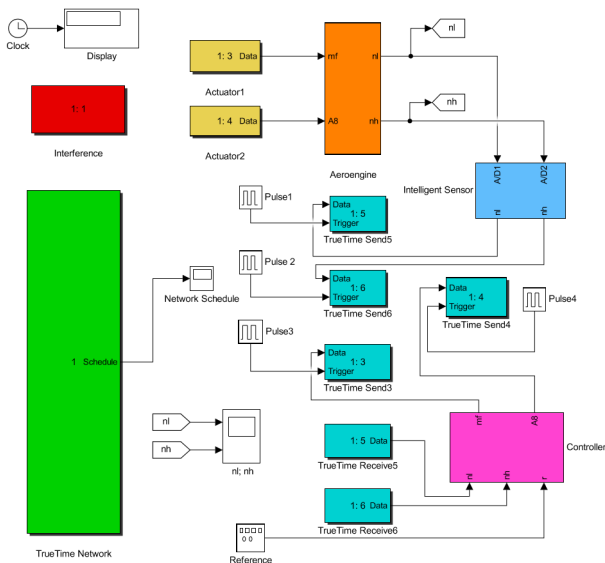 Clock
Display
1: 1
Interference
1: 3 Data
Actuator1
1: 4 Data
Actuator2
mf
nl
A8
nh
Aeroengine
nl
nh
A/D1
A/D2
nl
nh
Intelligent Sensor
Pulse1
Data
1: 5
Trigger
TrueTime Send5
Pulse 2
Data
1: 6
Trigger
TrueTime Send6
Data
1: 4
Trigger
TrueTime Send4
Pulse4
Pulse3
Data
1: 3
Trigger
TrueTime Send3
Network Schedule
1 Schedule
TrueTime Network
nl
nh
nl; nh
1: 5 Data
TrueTime Receive5
1: 6 Data
TrueTime Receive6
mf
A8
nl
nh
r
Controller
Reference